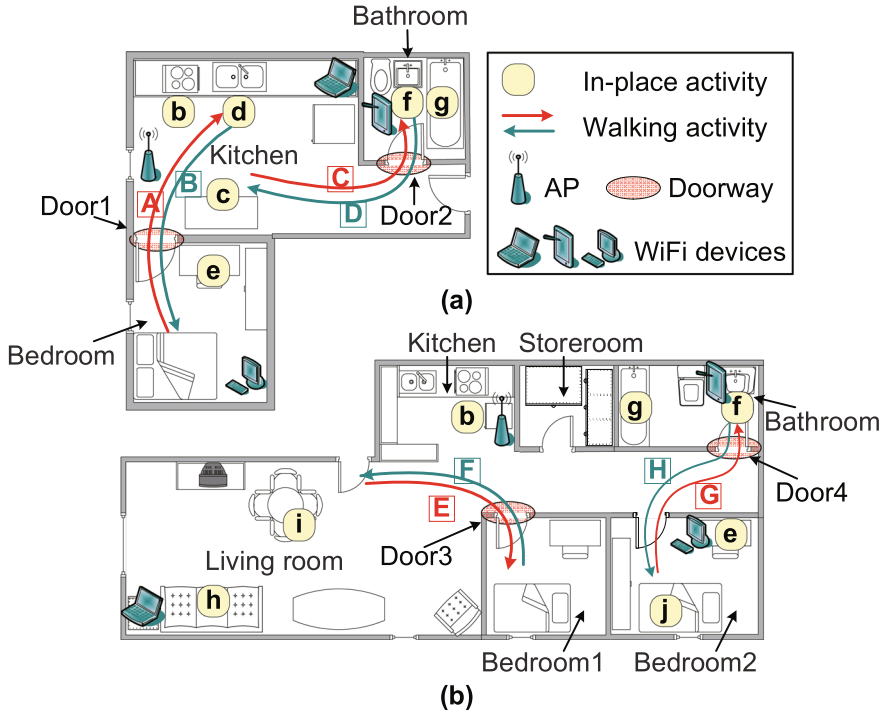 Bathroom
b
d
f
g
Kitchen
A
B
c
C
D
Door1
Door2
e
Bedroom
In-place activity
Walking activity
AP
Doorway
WiFi devices
(a)
Kitchen
Storeroom
b
g
f
Bathroom
F
E
H
G
Door4
i
Door3
e
Living room
h
j
Bedroom1
Bedroom2
(b)